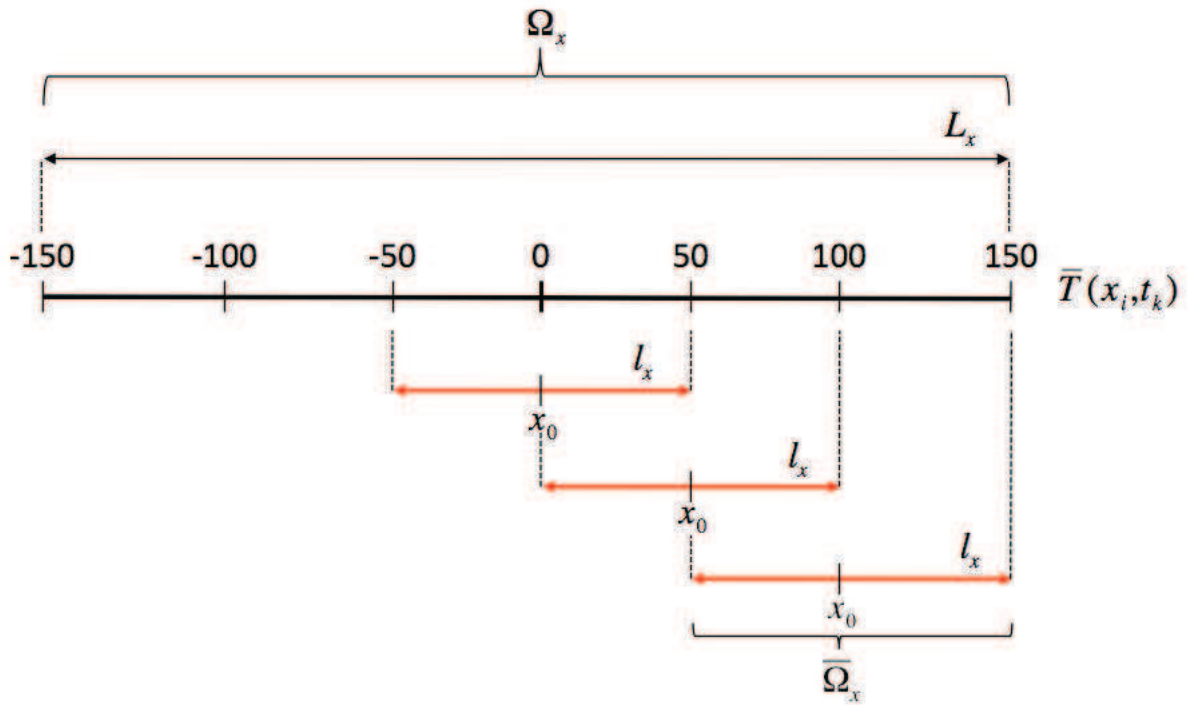 Ωₓ
Lₓ
-150 -100 -50 0 50 100 150
T̅(xᵢ,tₖ)
lₓ
x₀
lₓ
x₀
lₓ
x₀
Ω̅ₓ